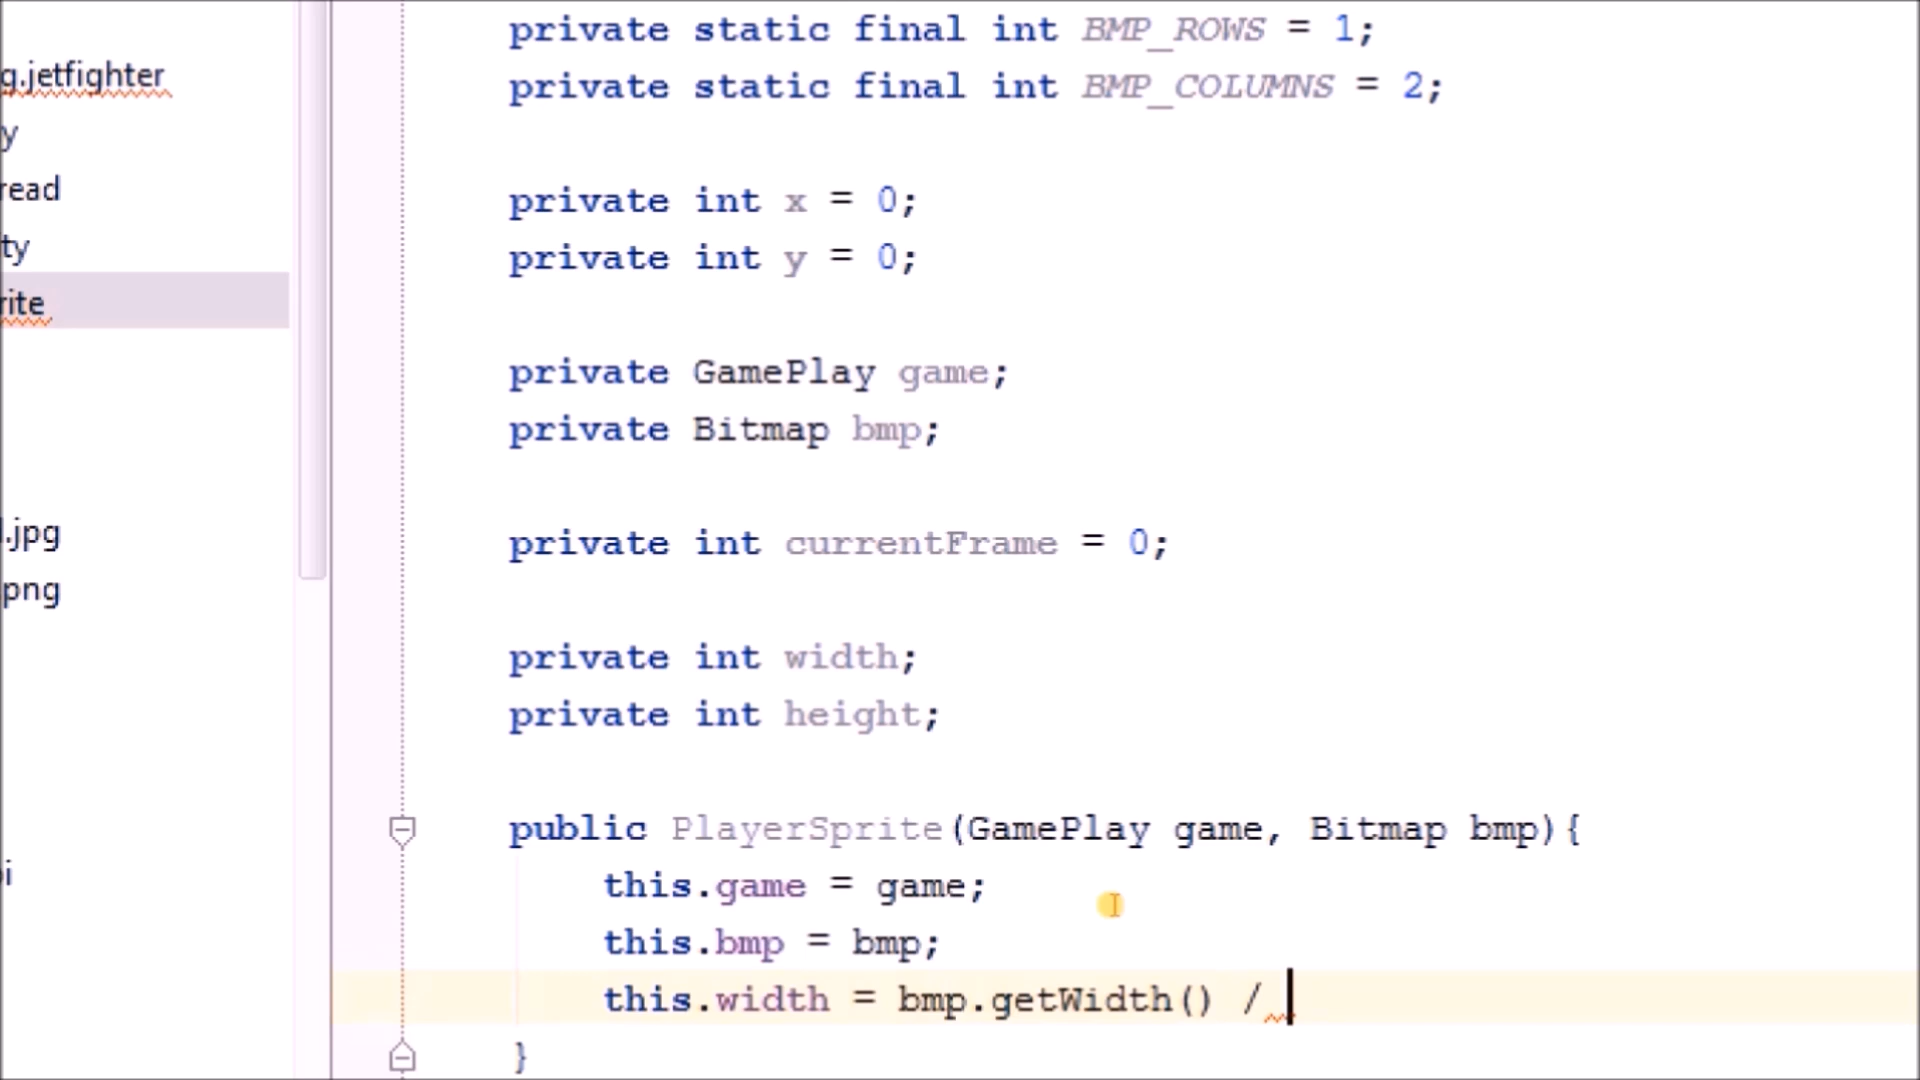 g.jetfighter
y
read
ty
rite
.jpg
png
private static final int BMP_ROWS = 1;
private static final int BMP_COLUMNS = 2;
private int x = 0;
private int y = 0;
private GamePlay game;
private Bitmap bmp;
private int currentFrame = 0;
private int width;
private int height;
public PlayerSprite(GamePlay game, Bitmap bmp){
this.game = game;
this.bmp = bmp;
this.width = bmp.getWidth() /
}